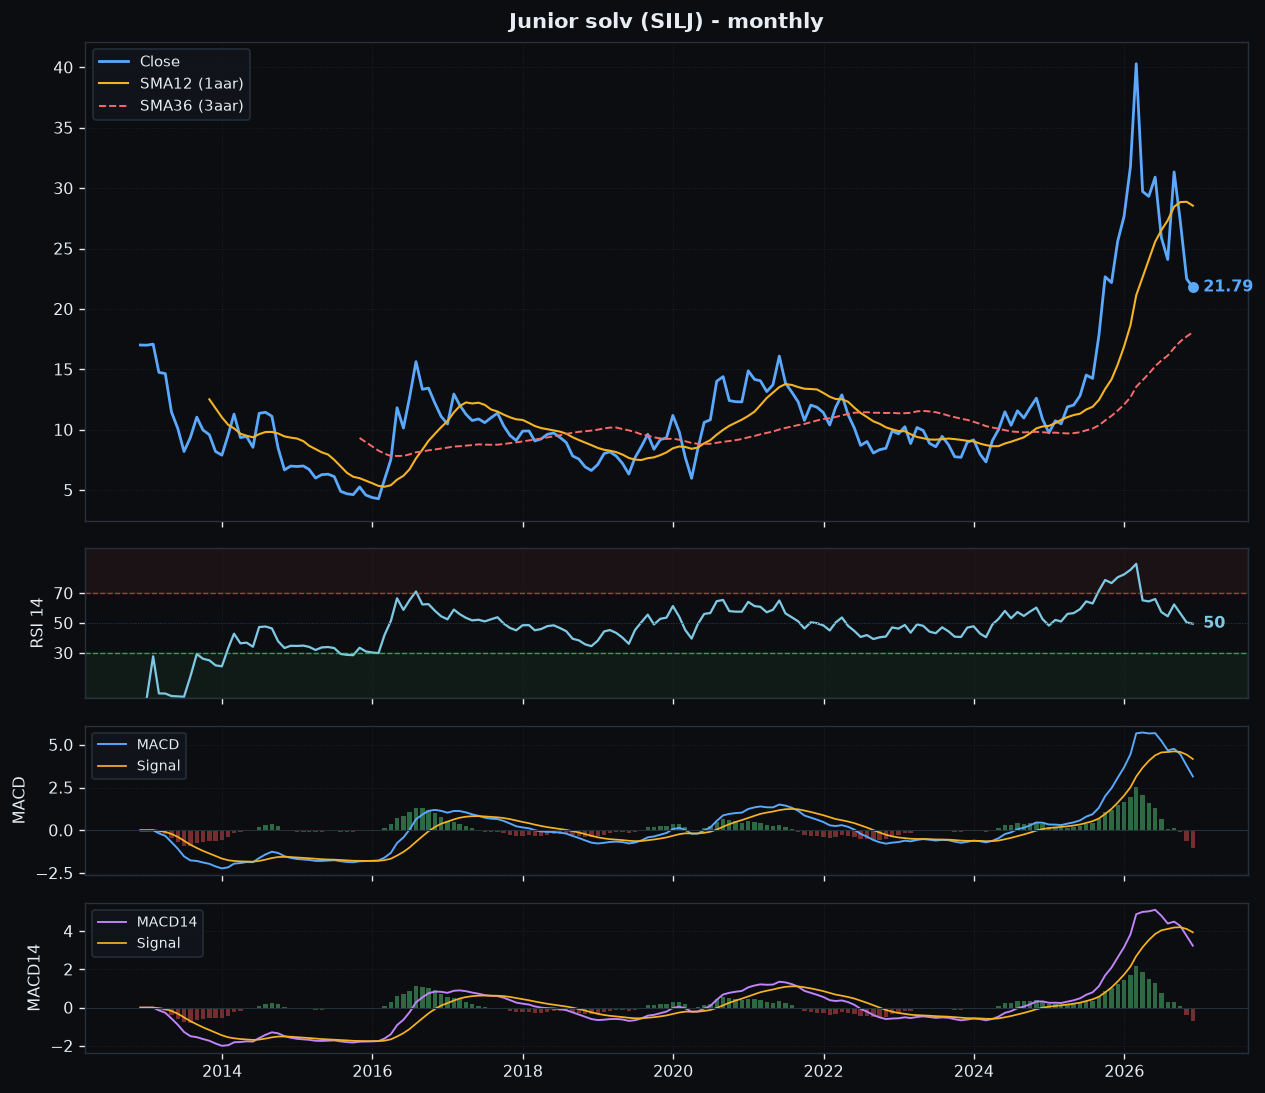 Junior solv (SILJ) - monthly
Close
SMA12 (1aar)
SMA36 (3aar)
40
35
30
25
20
15
10
5
21.79
RSI 14
70
50
30
50
MACD
5.0
2.5
0.0
−2.5
MACD
Signal
MACD14
4
2
0
−2
MACD14
Signal
2014
2016
2018
2020
2022
2024
2026